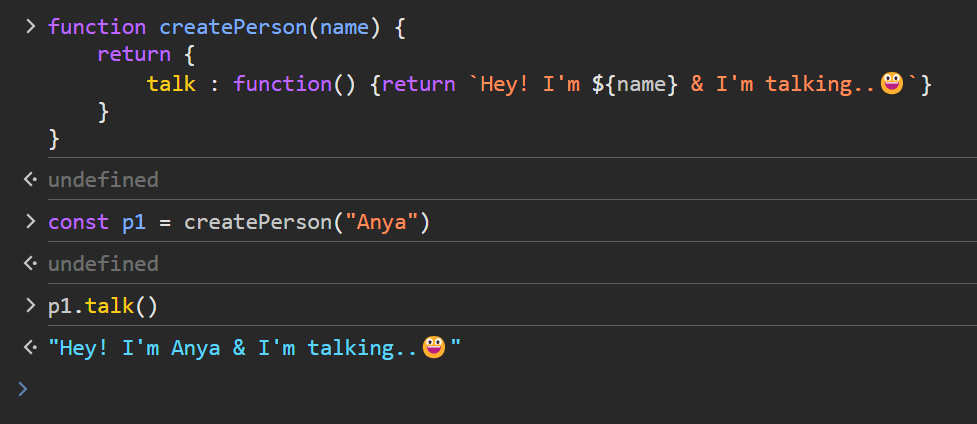 > function createPerson(name) {
    return {
        talk : function() {return `Hey! I'm ${name} & I'm talking..😀`}
    }
}
<· undefined
> const p1 = createPerson("Anya")
<· undefined
> p1.talk()
<· "Hey! I'm Anya & I'm talking..😀"
>